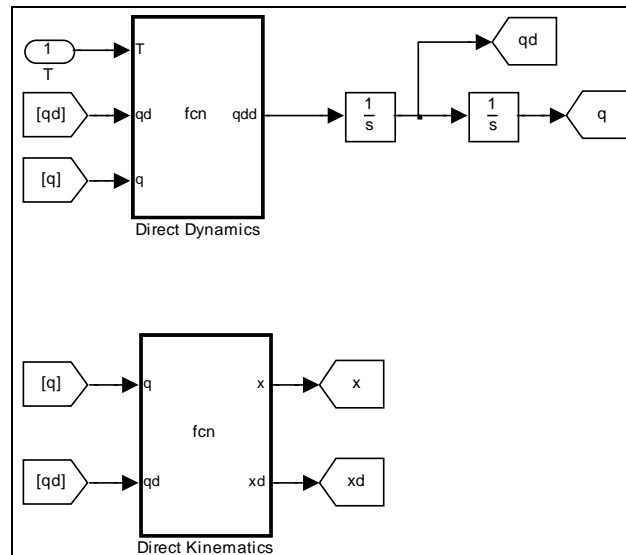 1
T
T
[qd]
qd
[q]
q
fcn
qdd
1
s
qd
1
s
q
Direct Dynamics
[q]
q
[qd]
qd
fcn
x
x
xd
xd
Direct Kinematics